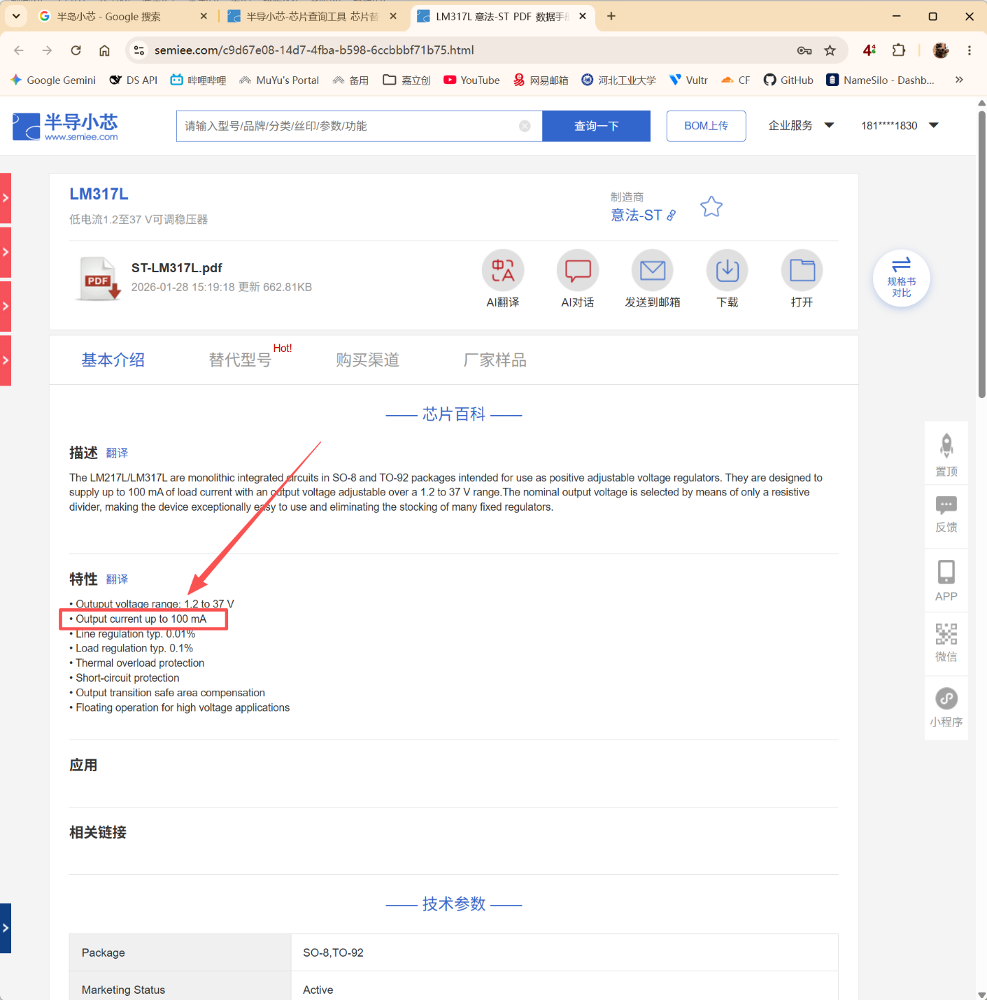 半岛小芯 - Google 搜索
半导小芯-芯片查询工具 芯片替
LM317L 意法-ST PDF 数据手册
semiee.com/c9d67e08-14d7-4fba-b598-6ccbbbf71b75.html
Google Gemini
DS API
哔哩哔哩
MuYu's Portal
备用
嘉立创
YouTube
网易邮箱
河北工业大学
Vultr
CF
GitHub
NameSilo - Dashb...
半导小芯
www.semiee.com
请输入型号/品牌/分类/丝印/参数/功能
查询一下
BOM上传
企业服务
181****1830
LM317L
低电流1.2至37 V可调稳压器
制造商
意法-ST
ST-LM317L.pdf
2026-01-28 15:19:18 更新 662.81KB
PDF
AI翻译
AI对话
发送到邮箱
下载
打开
规格书
对比
基本介绍
替代型号
Hot!
购买渠道
厂家样品
芯片百科
描述 翻译
The LM217L/LM317L are monolithic integrated circuits in SO-8 and TO-92 packages intended for use as positive adjustable voltage regulators. They are designed to
supply up to 100 mA of load current with an output voltage adjustable over a 1.2 to 37 V range.The nominal output voltage is selected by means of only a resistive
divider, making the device exceptionally easy to use and eliminating the stocking of many fixed regulators.
特性 翻译
• Outuput voltage range: 1.2 to 37 V
• Output current up to 100 mA
• Line regulation typ. 0.01%
• Load regulation typ. 0.1%
• Thermal overload protection
• Short-circuit protection
• Output transition safe area compensation
• Floating operation for high voltage applications
应用
相关链接
技术参数
Package SO-8,TO-92
Marketing Status Active
置顶
反馈
APP
微信
小程序